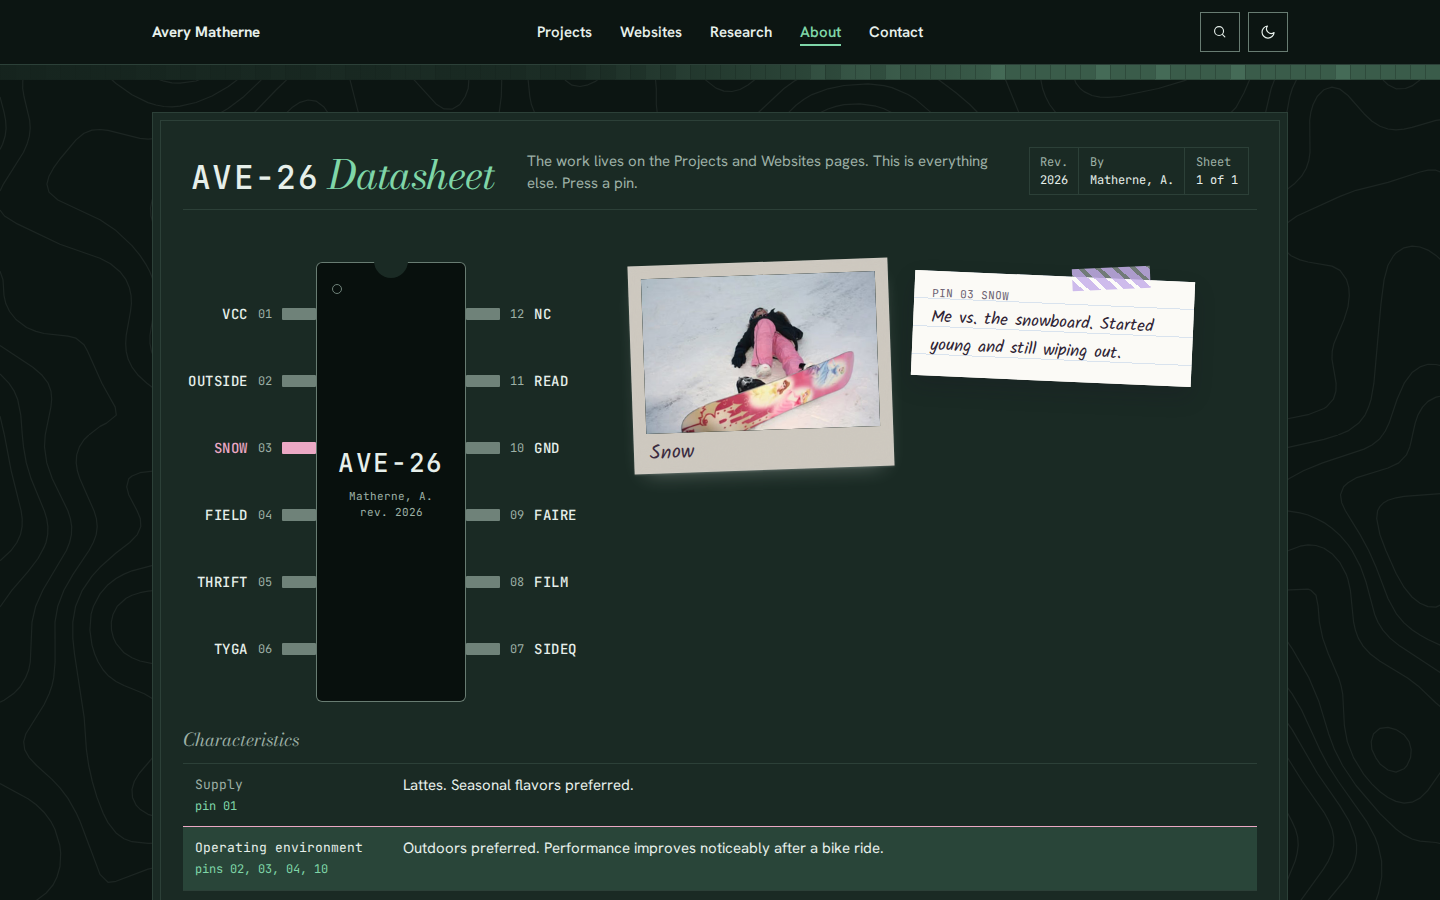 Avery Matherne
Projects Websites Research About Contact
AVE-26 Datasheet
The work lives on the Projects and Websites pages. This is everything
else. Press a pin.
Rev. By Sheet
2026 Matherne, A. 1 of 1
VCC 01
OUTSIDE 02
SNOW 03
FIELD 04
THRIFT 05
TYGA 06
AVE-26
Matherne, A.
rev. 2026
12 NC
11 READ
10 GND
09 FAIRE
08 FILM
07 SIDEQ
Snow
PIN 03 SNOW
Me vs. the snowboard. Started
young and still wiping out.
Characteristics
Supply Lattes. Seasonal flavors preferred.
pin 01
Operating environment Outdoors preferred. Performance improves noticeably after a bike ride.
pins 02, 03, 04, 10